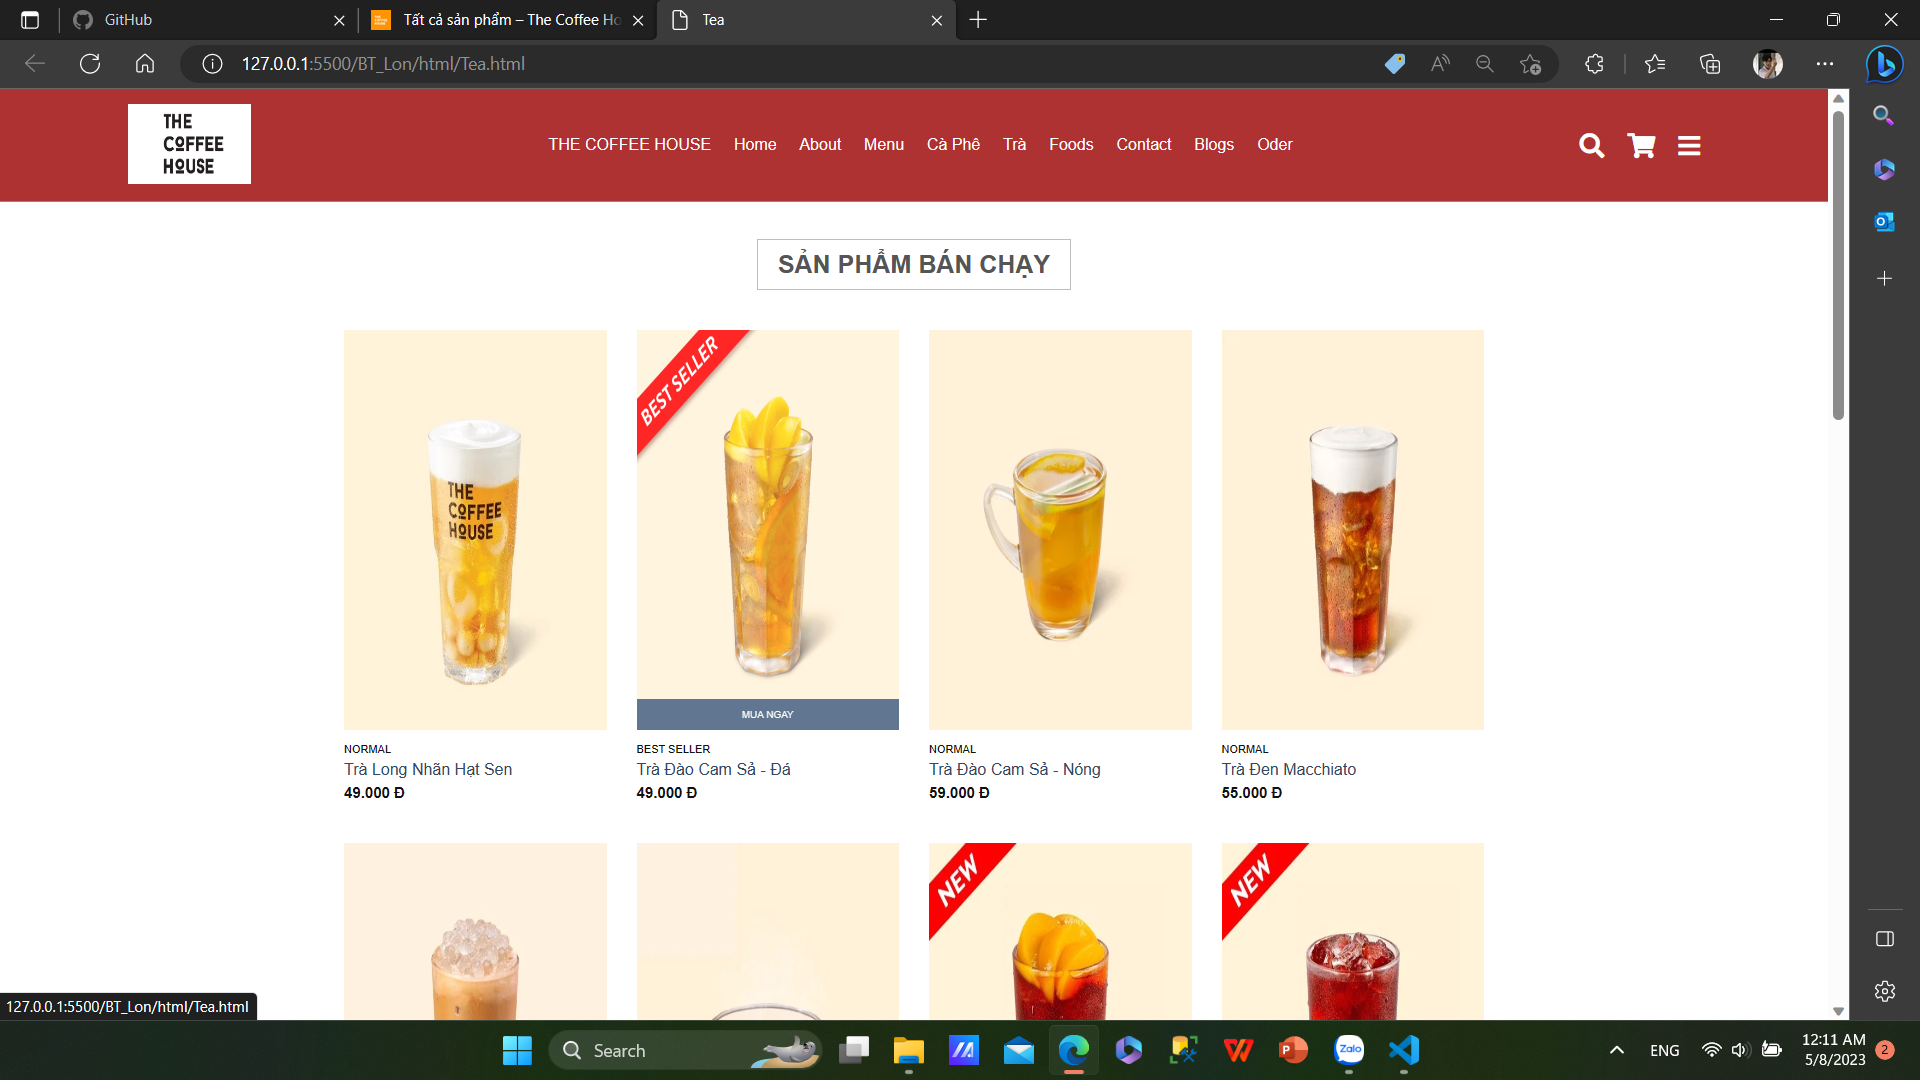 GitHub
Tất cả sản phẩm – The Coffee Ho
Tea
127.0.0.1:5500/BT_Lon/html/Tea.html
THE
COFFEE
HOUSE
THE COFFEE HOUSE Home About Menu Cà Phê Trà Foods Contact Blogs Oder
SẢN PHẨM BÁN CHẠY
BEST SELLER
THE
COFFEE
HOUSE
MUA NGAY
NORMAL
Trà Long Nhãn Hạt Sen
49.000 Đ
BEST SELLER
Trà Đào Cam Sả - Đá
49.000 Đ
NORMAL
Trà Đào Cam Sả - Nóng
59.000 Đ
NORMAL
Trà Đen Macchiato
55.000 Đ
NEW
NEW
127.0.0.1:5500/BT_Lon/html/Tea.html
Search
Zalo
ENG
12:11 AM
5/8/2023
2